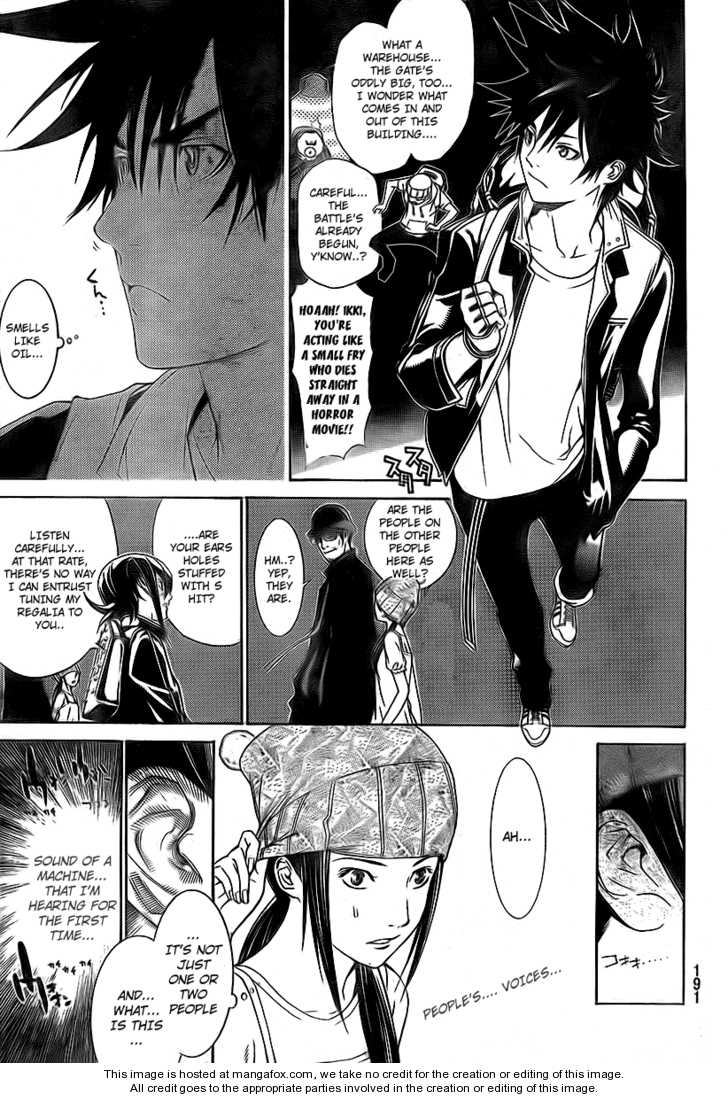 WHAT A
WAREHOUSE...
THE GATE'S
ODDLY BIG, TOO...
I WONDER WHAT
COMES IN AND
OUT OF THIS
BUILDING....
CAREFUL...
THE
BATTLE'S
ALREADY
BEGUN,
Y'KNOW..?
HOAAH! IKKI,
YOU'RE
ACTING LIKE
A SMALL FRY
WHO DIES
STRAIGHT
AWAY IN A
HORROR
MOVIE!!
スタ
スタ
くん…
SMELLS
LIKE
OIL...
ARE THE
PEOPLE ON
THE OTHER
PEOPLE
HERE AS
WELL?
HM..?
YEP,
THEY
ARE.
....ARE
YOUR EARS
HOLES
STUFFED
WITH S
HIT?
LISTEN
CAREFULLY...
AT THAT RATE,
THERE'S NO WAY
I CAN ENTRUST
TUNING MY
REGALIA TO
YOU..
AH...
PEOPLE'S.... VOICES...
...
IT'S NOT
JUST
ONE OR
TWO
PEOPLE
AND...
WHAT...
IS THIS
...
SOUND OF A
MACHINE...
THAT I'M
HEARING FOR
THE FIRST
TIME...
191
This image is hosted at mangafox.com, we take no credit for the creation or editing of this image.
All credit goes to the appropriate parties involved in the creation or editing of this image.